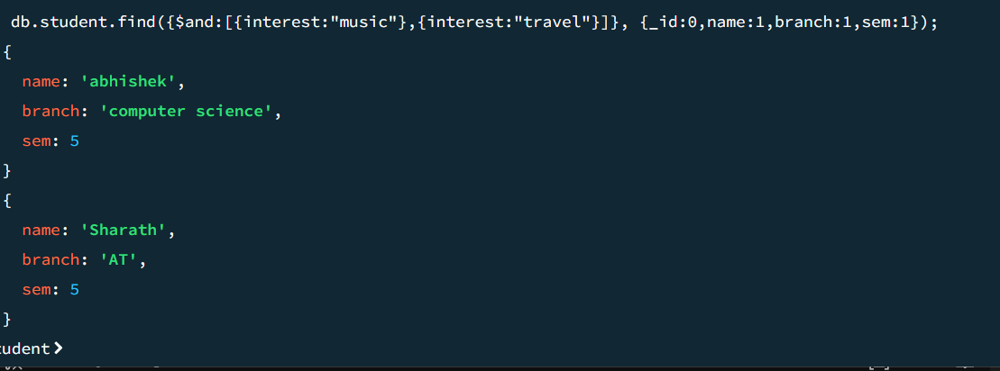 db.student.find({$and:[{interest:"music"},{interest:"travel"}]}, {_id:0,name:1,branch:1,sem:1});
{
name: 'abhishek',
branch: 'computer science',
sem: 5
}
{
name: 'Sharath',
branch: 'AT',
sem: 5
}
tudent>